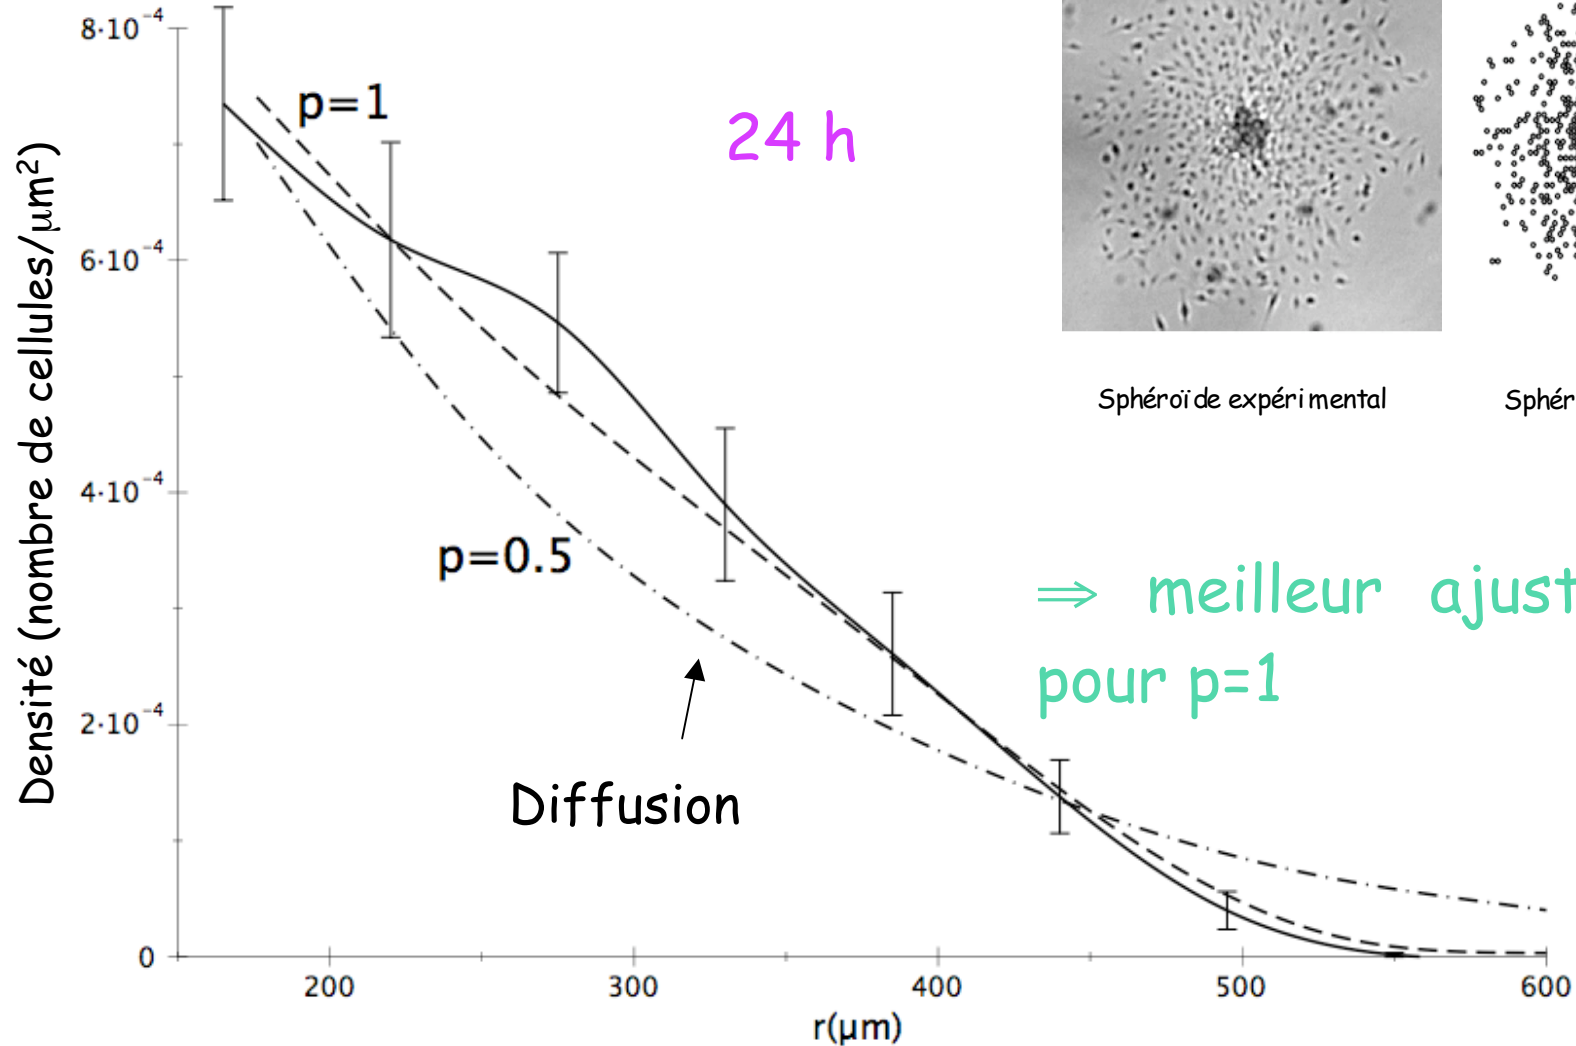 8·10⁻⁴
6·10⁻⁴
4·10⁻⁴
2·10⁻⁴
0
Densité (nombre de cellules/µm²)
p=1
24 h
p=0.5
Diffusion
Sphéroïde expérimental
Sphér
⇒ meilleur ajust
pour p=1
200 300 400 500 600
r(µm)